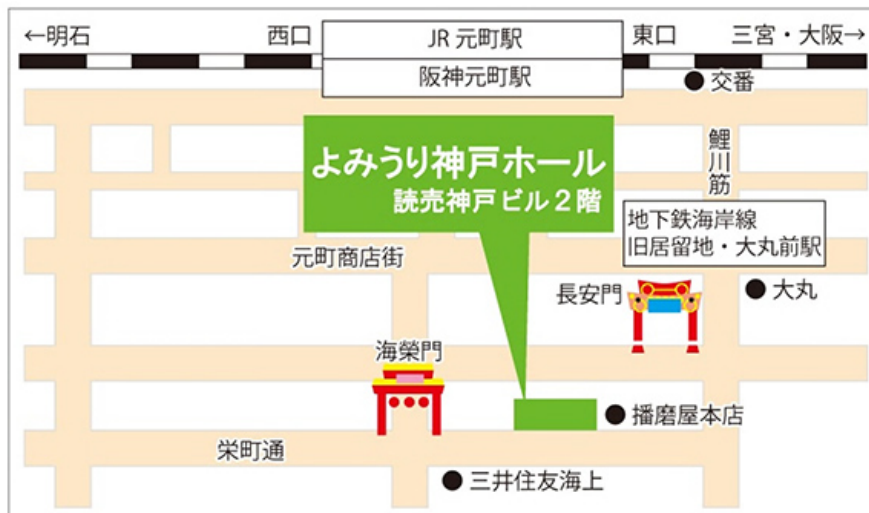 ←明石
西口
JR 元町駅
東口
三宮・大阪→
阪神元町駅
交番
鯉川筋
よみうり神戸ホール
読売神戸ビル2階
地下鉄海岸線
旧居留地・大丸前駅
元町商店街
長安門
大丸
海榮門
播磨屋本店
栄町通
三井住友海上